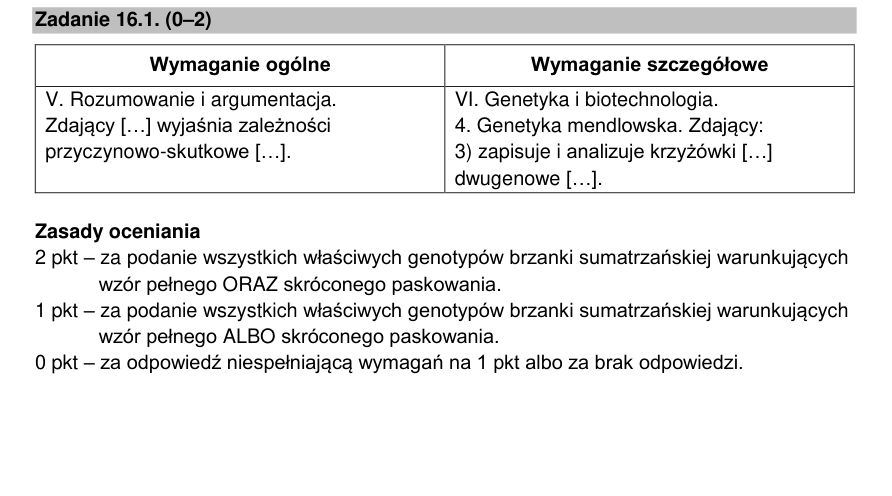 Zadanie 16.1. (0–2)
Wymaganie ogólne
Wymaganie szczegółowe
V. Rozumowanie i argumentacja.
Zdający […] wyjaśnia zależności
przyczynowo-skutkowe […].
VI. Genetyka i biotechnologia.
4. Genetyka mendlowska. Zdający:
3) zapisuje i analizuje krzyżówki […]
dwugenowe […].
Zasady oceniania
2 pkt – za podanie wszystkich właściwych genotypów brzanki sumatrzańskiej warunkujących
wzór pełnego ORAZ skróconego paskowania.
1 pkt – za podanie wszystkich właściwych genotypów brzanki sumatrzańskiej warunkujących
wzór pełnego ALBO skróconego paskowania.
0 pkt – za odpowiedź niespełniającą wymagań na 1 pkt albo za brak odpowiedzi.